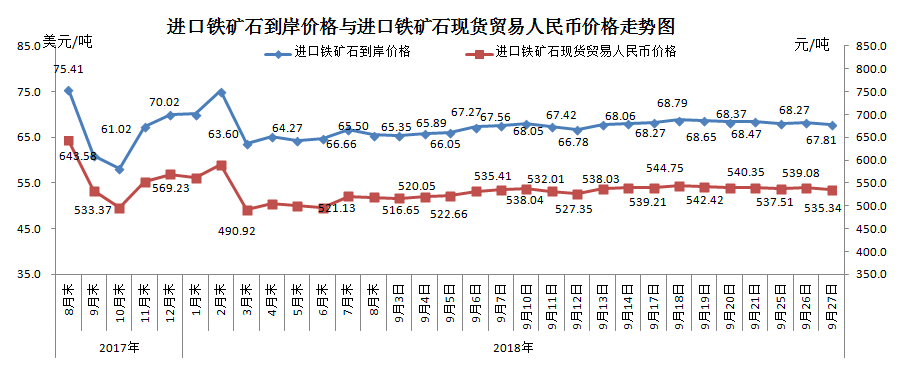 进口铁矿石到岸价格与进口铁矿石现货贸易人民币价格走势图
美元/吨
元/吨
进口铁矿石到岸价格
进口铁矿石现货贸易人民币价格
85.0
75.0
65.0
55.0
45.0
35.0
850.0
800.0
750.0
700.0
650.0
600.0
550.0
500.0
450.0
400.0
350.0
75.41
61.02
70.02
63.60
64.27
66.66
65.50
65.35
65.89
66.05
67.27
67.56
68.05
67.42
66.78
68.06
68.27
68.79
68.65
68.37
68.47
68.27
67.81
643.58
533.37
569.23
490.92
521.13
516.65
520.05
522.66
535.41
538.04
532.01
527.35
538.03
539.21
544.75
542.42
540.35
537.51
539.08
535.34
8月末
9月末
10月末
11月末
12月末
1月末
2月末
3月末
4月末
5月末
6月末
7月末
8月末
9月3日
9月4日
9月5日
9月6日
9月7日
9月10日
9月11日
9月12日
9月13日
9月14日
9月17日
9月18日
9月19日
9月20日
9月21日
9月25日
9月26日
9月27日
2017年
2018年